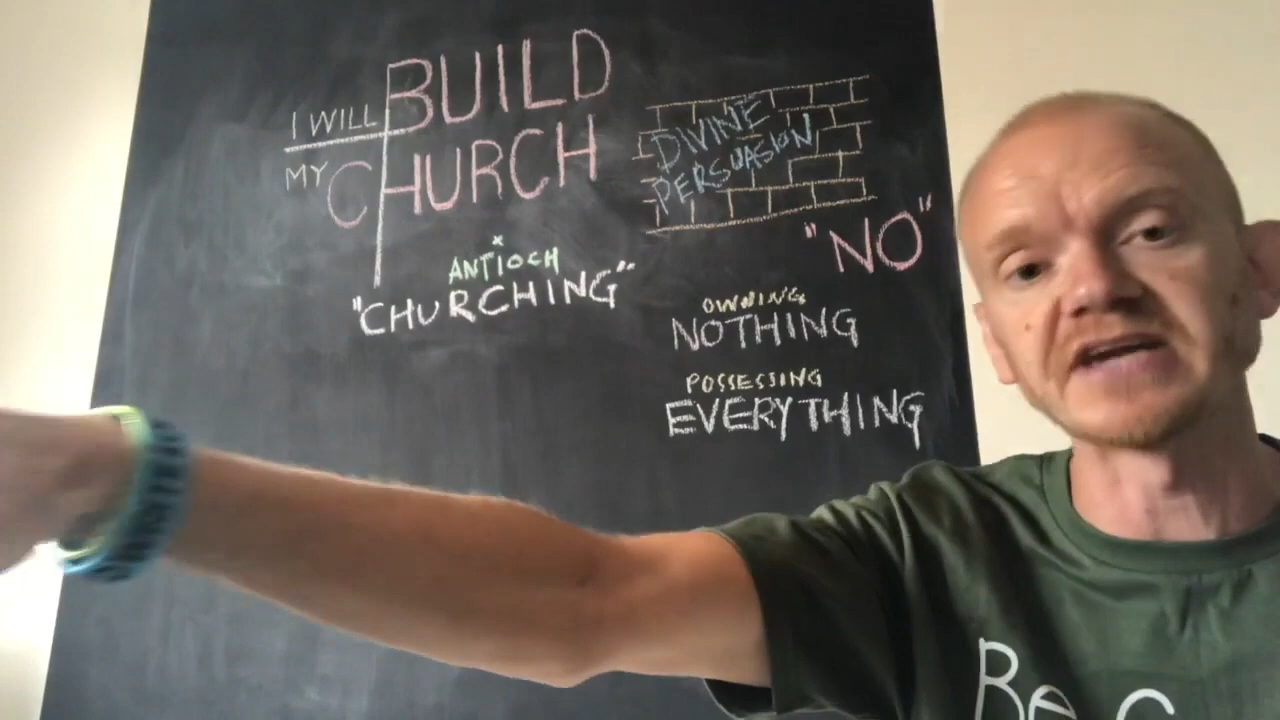 I WILL BUILD
MY CHURCH
x
ANTIOCH
"CHURCHING"
DIVINE
PERSUASION
"NO"
OWNING
NOTHING
POSSESSING
EVERYTHING